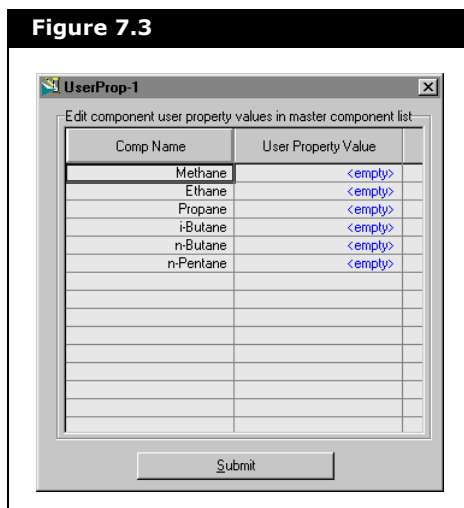 Figure 7.3
UserProp-1
Edit component user property values in master component list
Comp Name User Property Value
Methane <empty>
Ethane <empty>
Propane <empty>
i-Butane <empty>
n-Butane <empty>
n-Pentane <empty>
Submit